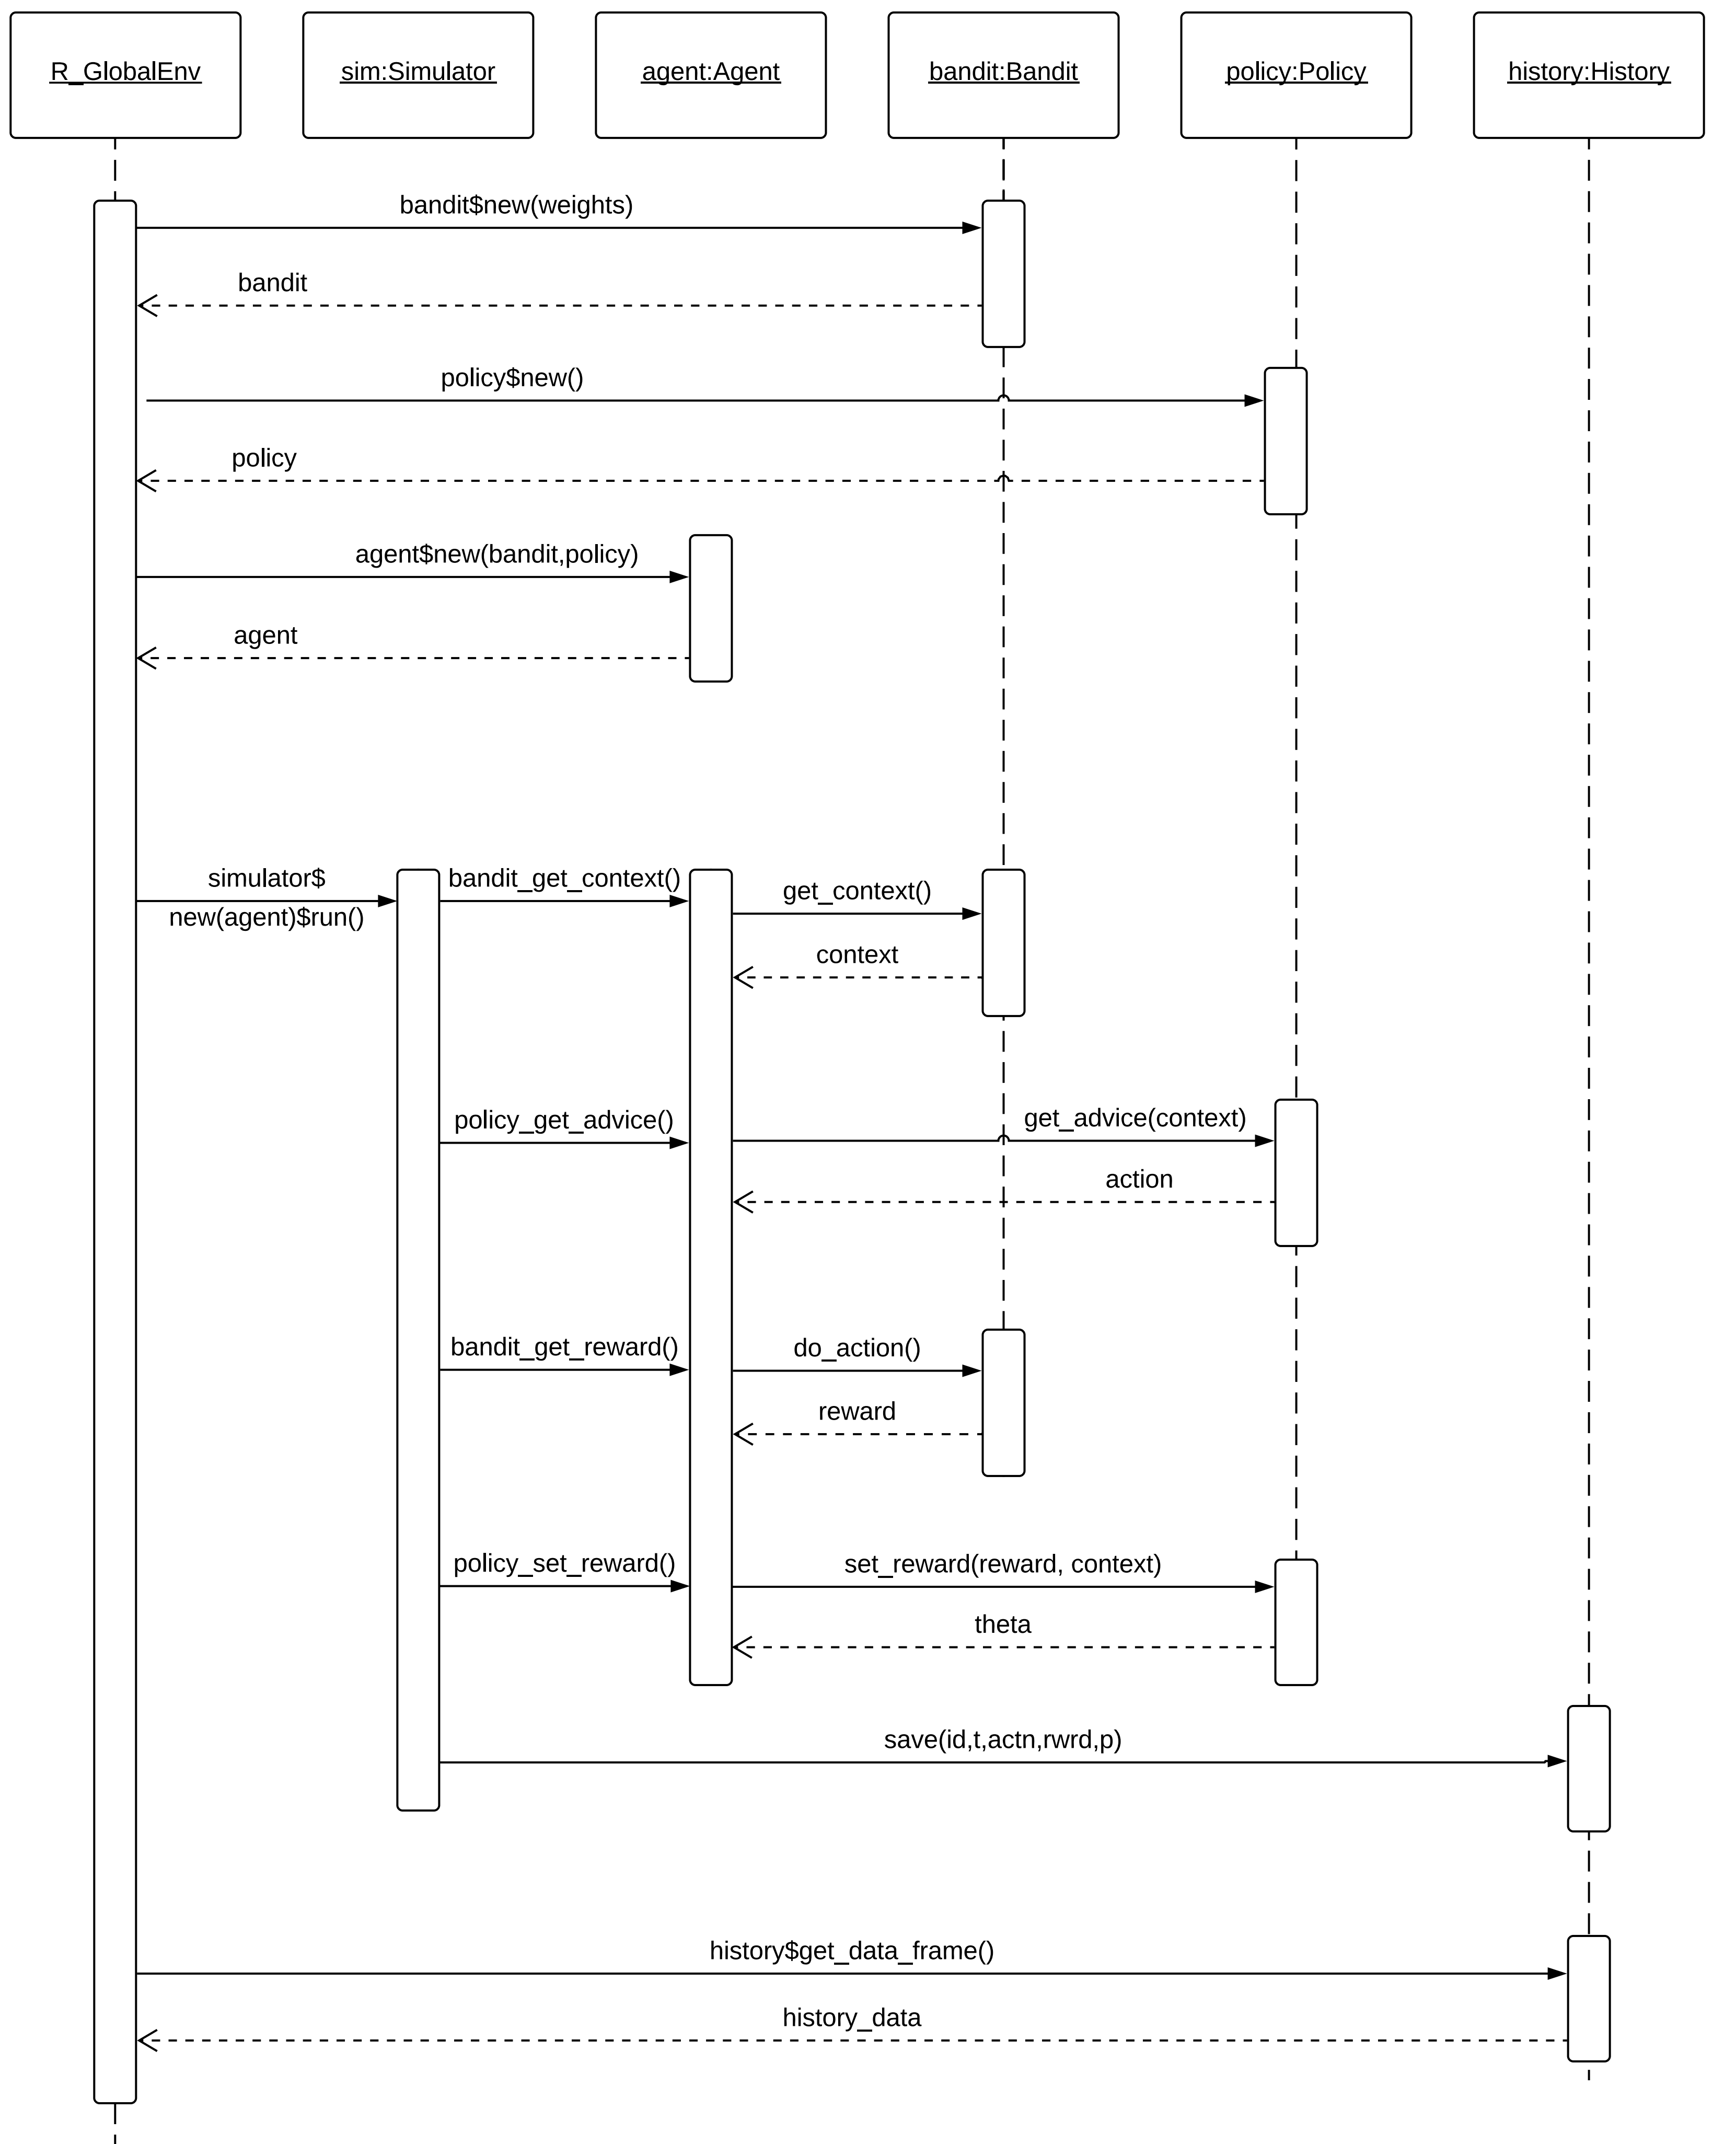 R_GlobalEnv
sim:Simulator
agent:Agent
bandit:Bandit
policy:Policy
history:History
bandit$new(weights)
bandit
policy$new()
policy
agent$new(bandit,policy)
agent
simulator$
new(agent)$run()
bandit_get_context()
get_context()
context
policy_get_advice()
get_advice(context)
action
bandit_get_reward()
do_action()
reward
policy_set_reward()
set_reward(reward, context)
theta
save(id,t,actn,rwrd,p)
history$get_data_frame()
history_data